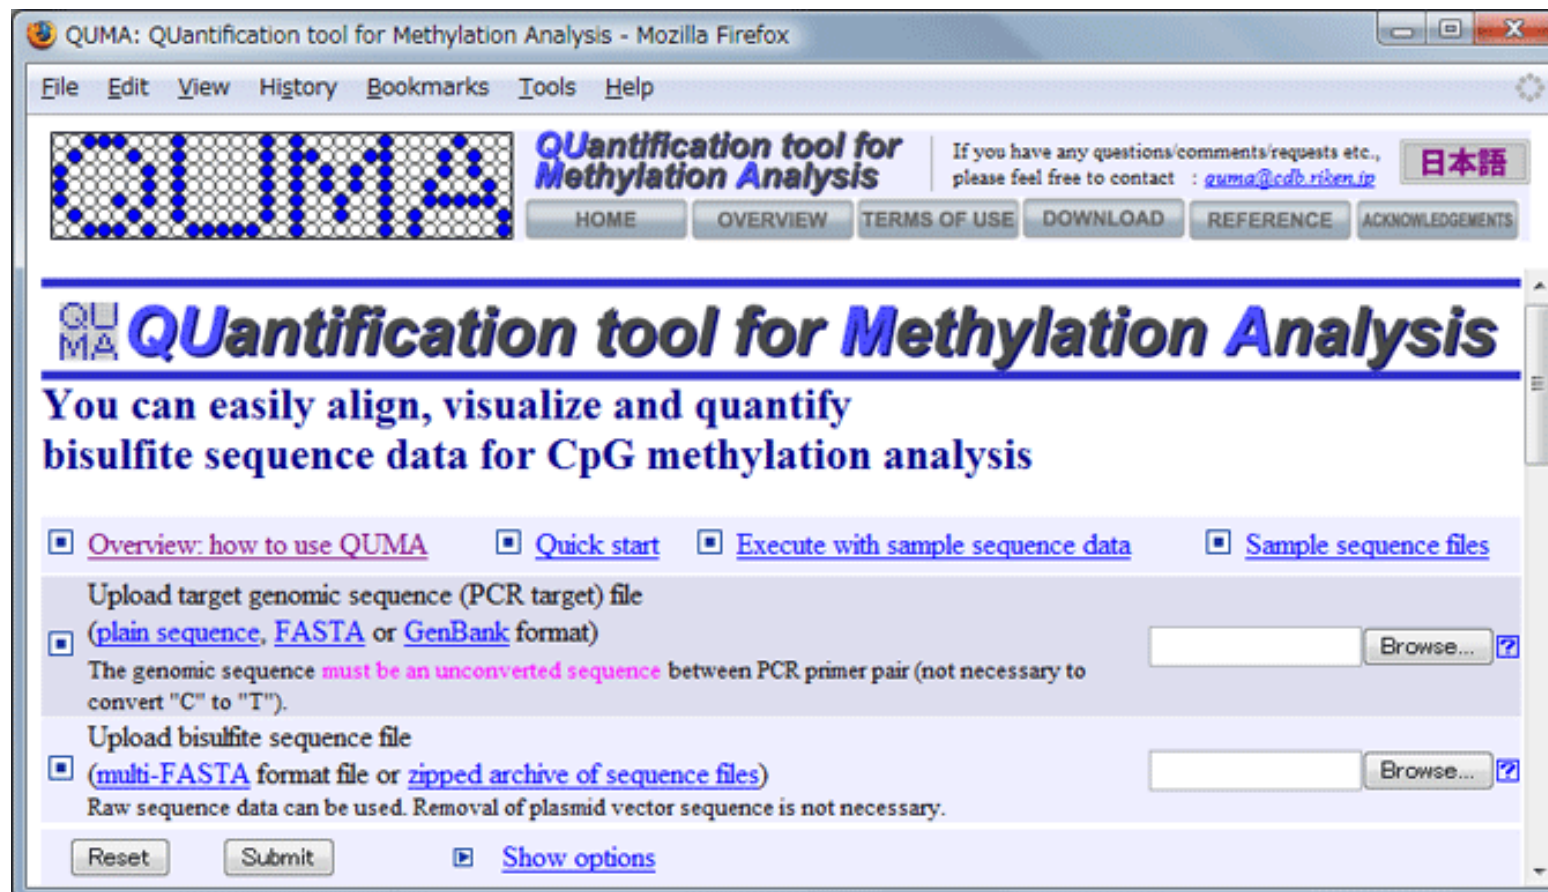 QUMA: QUantification tool for Methylation Analysis - Mozilla Firefox
File Edit View History Bookmarks Tools Help
QUMA
QUantification tool for
Methylation Analysis
If you have any questions/comments/requests etc.,
please feel free to contact : quma@cdb.riken.jp
日本語
HOME OVERVIEW TERMS OF USE DOWNLOAD REFERENCE ACKNOWLEDGEMENTS
QU
MA
QUantification tool for Methylation Analysis
You can easily align, visualize and quantify
bisulfite sequence data for CpG methylation analysis
Overview: how to use QUMA Quick start Execute with sample sequence data Sample sequence files
Upload target genomic sequence (PCR target) file
(plain sequence, FASTA or GenBank format)
Browse... ?
The genomic sequence must be an unconverted sequence between PCR primer pair (not necessary to
convert "C" to "T").
Upload bisulfite sequence file
(multi-FASTA format file or zipped archive of sequence files)
Browse... ?
Raw sequence data can be used. Removal of plasmid vector sequence is not necessary.
Reset Submit Show options